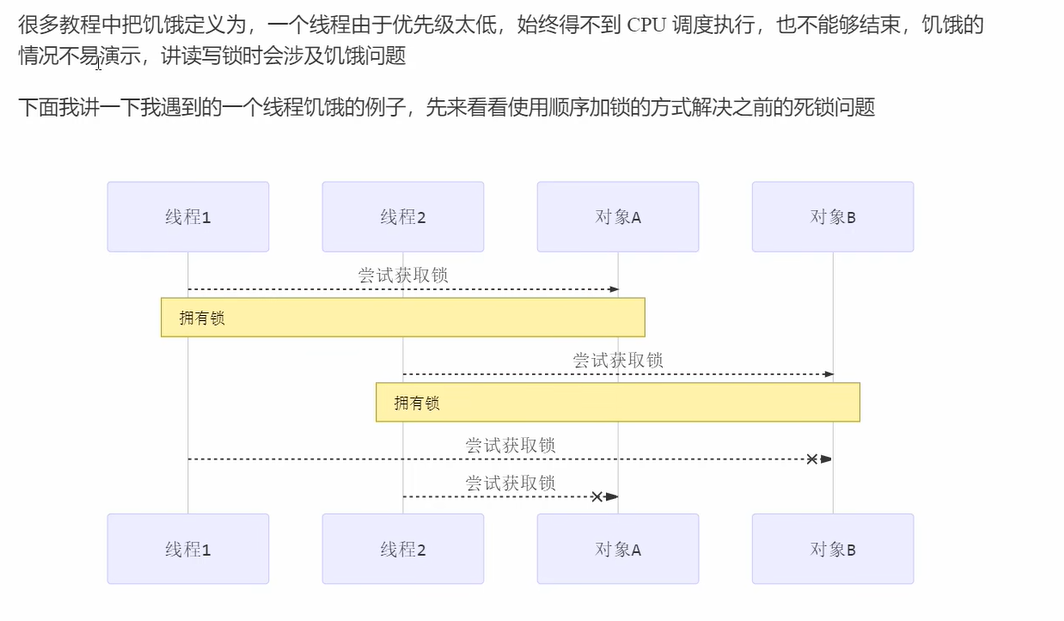 很多教程中把饥饿定义为，一个线程由于优先级太低，始终得不到 CPU 调度执行，也不能够结束，饥饿的
情况不易演示，讲读写锁时会涉及饥饿问题
下面我讲一下我遇到的一个线程饥饿的例子，先来看看使用顺序加锁的方式解决之前的死锁问题
线程1
线程2
对象A
对象B
尝试获取锁
拥有锁
尝试获取锁
拥有锁
尝试获取锁
尝试获取锁
线程1
线程2
对象A
对象B